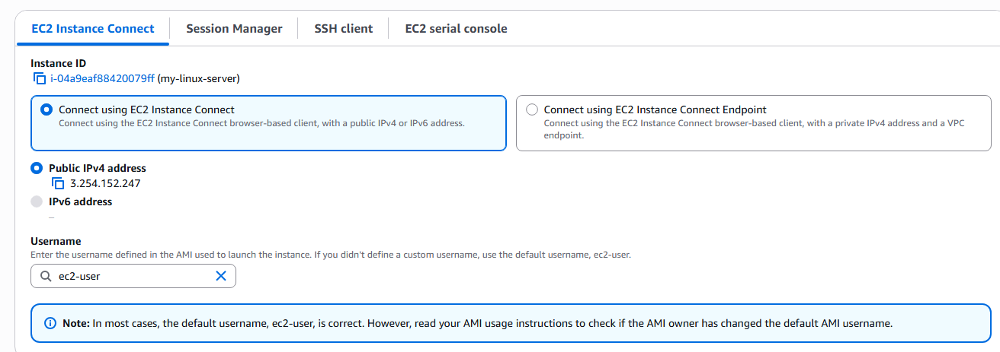 EC2 Instance Connect Session Manager SSH client EC2 serial console
Instance ID
i-04a9eaf88420079ff (my-linux-server)
Connect using EC2 Instance Connect
Connect using the EC2 Instance Connect browser-based client, with a public IPv4 or IPv6 address.
Connect using EC2 Instance Connect Endpoint
Connect using the EC2 Instance Connect browser-based client, with a private IPv4 address and a VPC
endpoint.
Public IPv4 address
3.254.152.247
IPv6 address
–
Username
Enter the username defined in the AMI used to launch the instance. If you didn't define a custom username, use the default username, ec2-user.
ec2-user
Note: In most cases, the default username, ec2-user, is correct. However, read your AMI usage instructions to check if the AMI owner has changed the default AMI username.